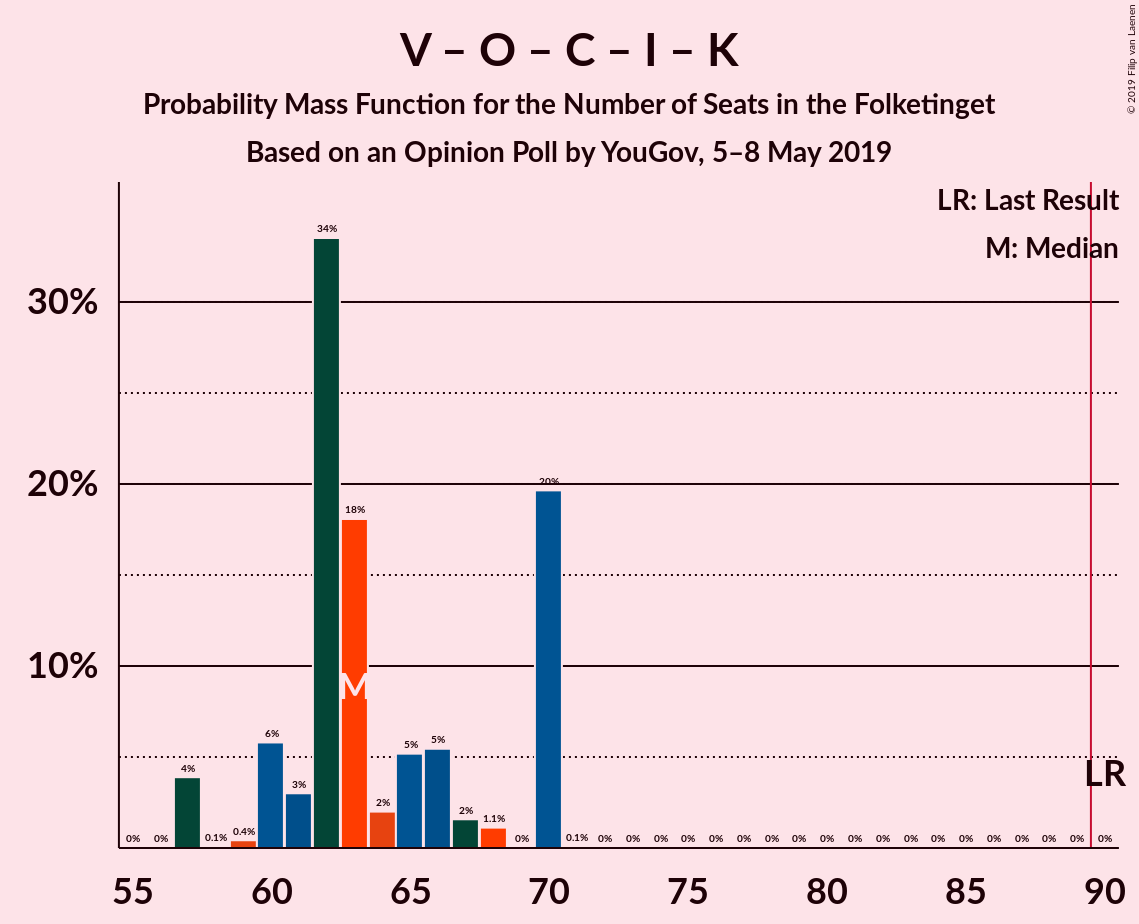 V – O – C – I – K
Probability Mass Function for the Number of Seats in the Folketinget
Based on an Opinion Poll by YouGov, 5–8 May 2019
© 2019 Filip van Laenen
LR: Last Result
M: Median
34%
30%
20%
20%
18%
10%
M
6%
5%
5%
4%
3%
2%
2%
1.1%
0.4%
LR
0% 0% 0.1% 0% 0.1% 0% 0% 0% 0% 0% 0% 0% 0% 0% 0% 0% 0% 0% 0% 0% 0% 0% 0% 0%
55 60 65 70 75 80 85 90